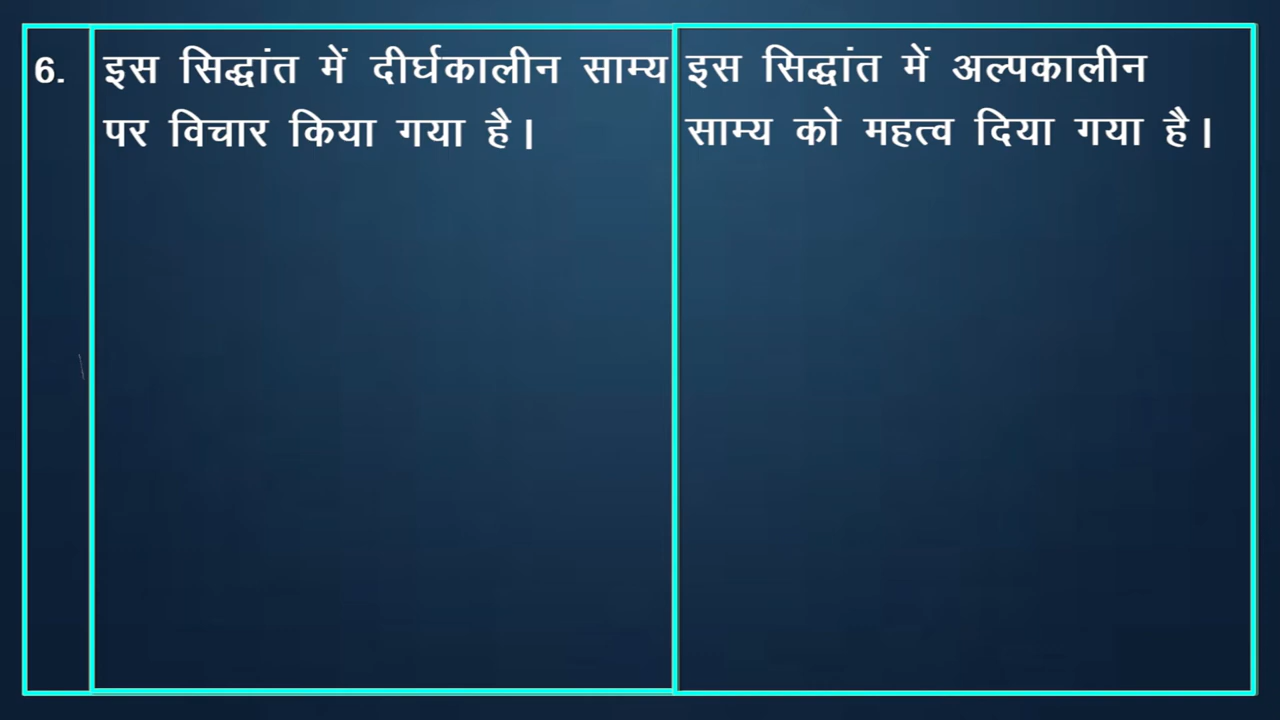 6.
इस सिद्धांत में दीर्घकालीन साम्य
पर विचार किया गया है।
इस सिद्धांत में अल्पकालीन
साम्य को महत्व दिया गया है।